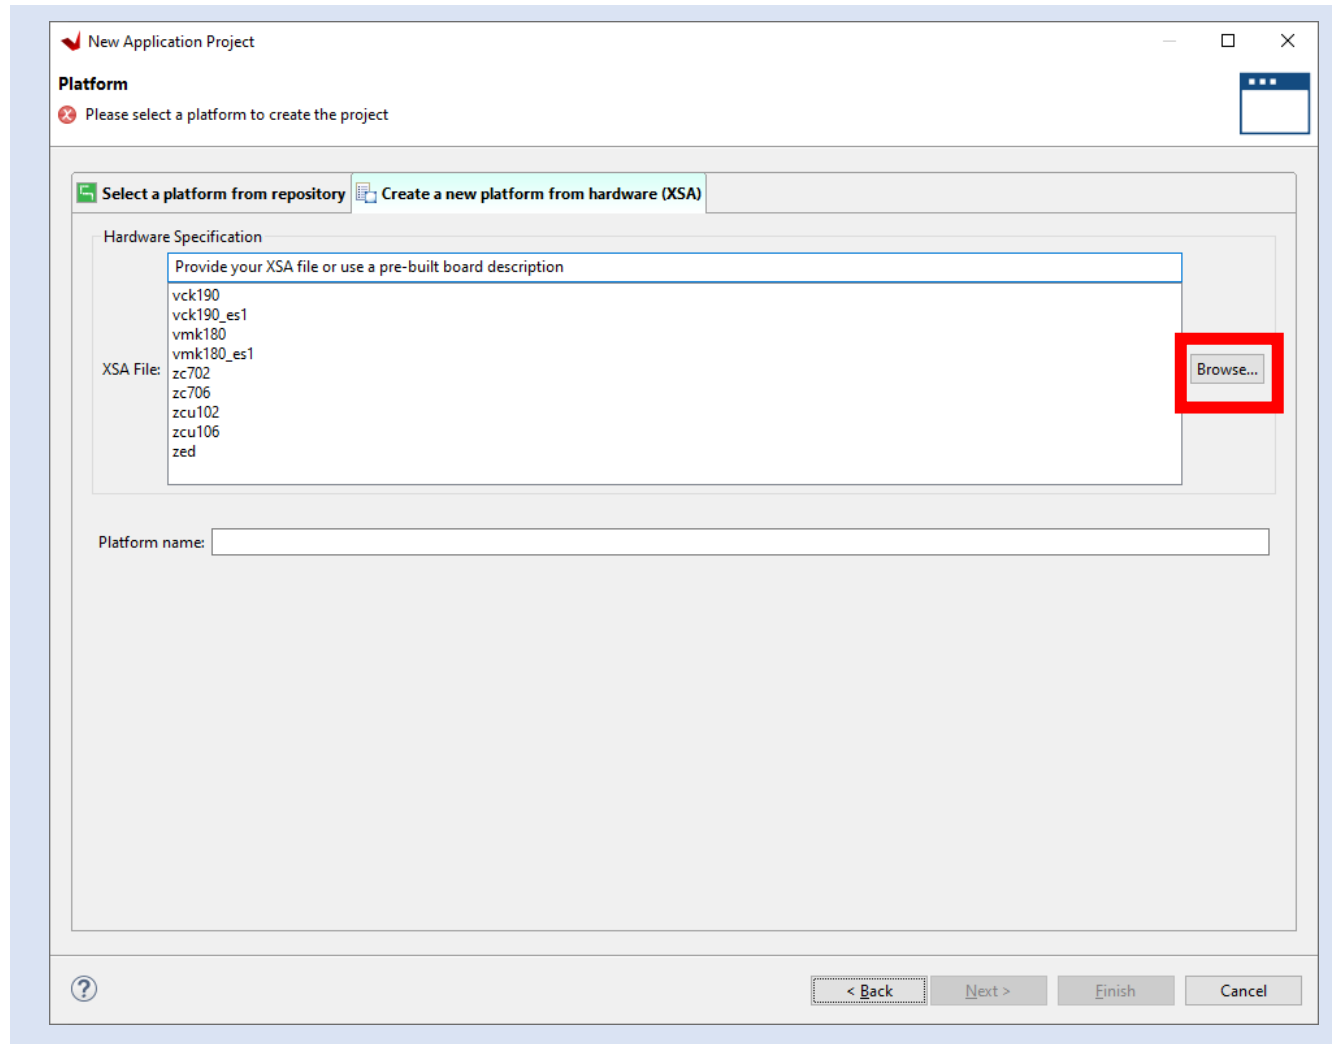 New Application Project
Platform
Please select a platform to create the project
Select a platform from repository
Create a new platform from hardware (XSA)
Hardware Specification
Provide your XSA file or use a pre-built board description
vck190
vck190_es1
vmk180
vmk180_es1
XSA File:
zc702
Browse...
zc706
zcu102
zcu106
zed
Platform name:
< Back
Next >
Finish
Cancel